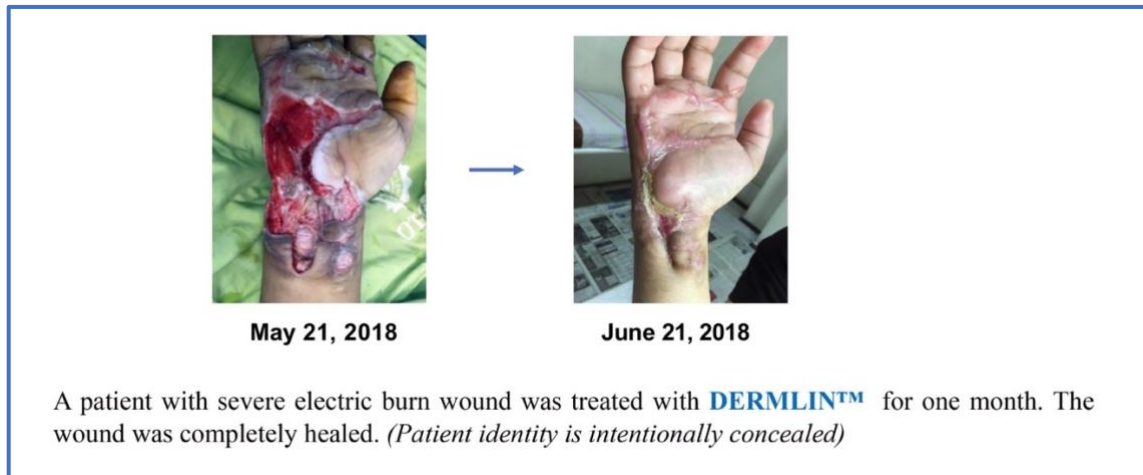 May 21, 2018
June 21, 2018
A patient with severe electric burn wound was treated with DERMLIN™ for one month. The
wound was completely healed. (Patient identity is intentionally concealed)